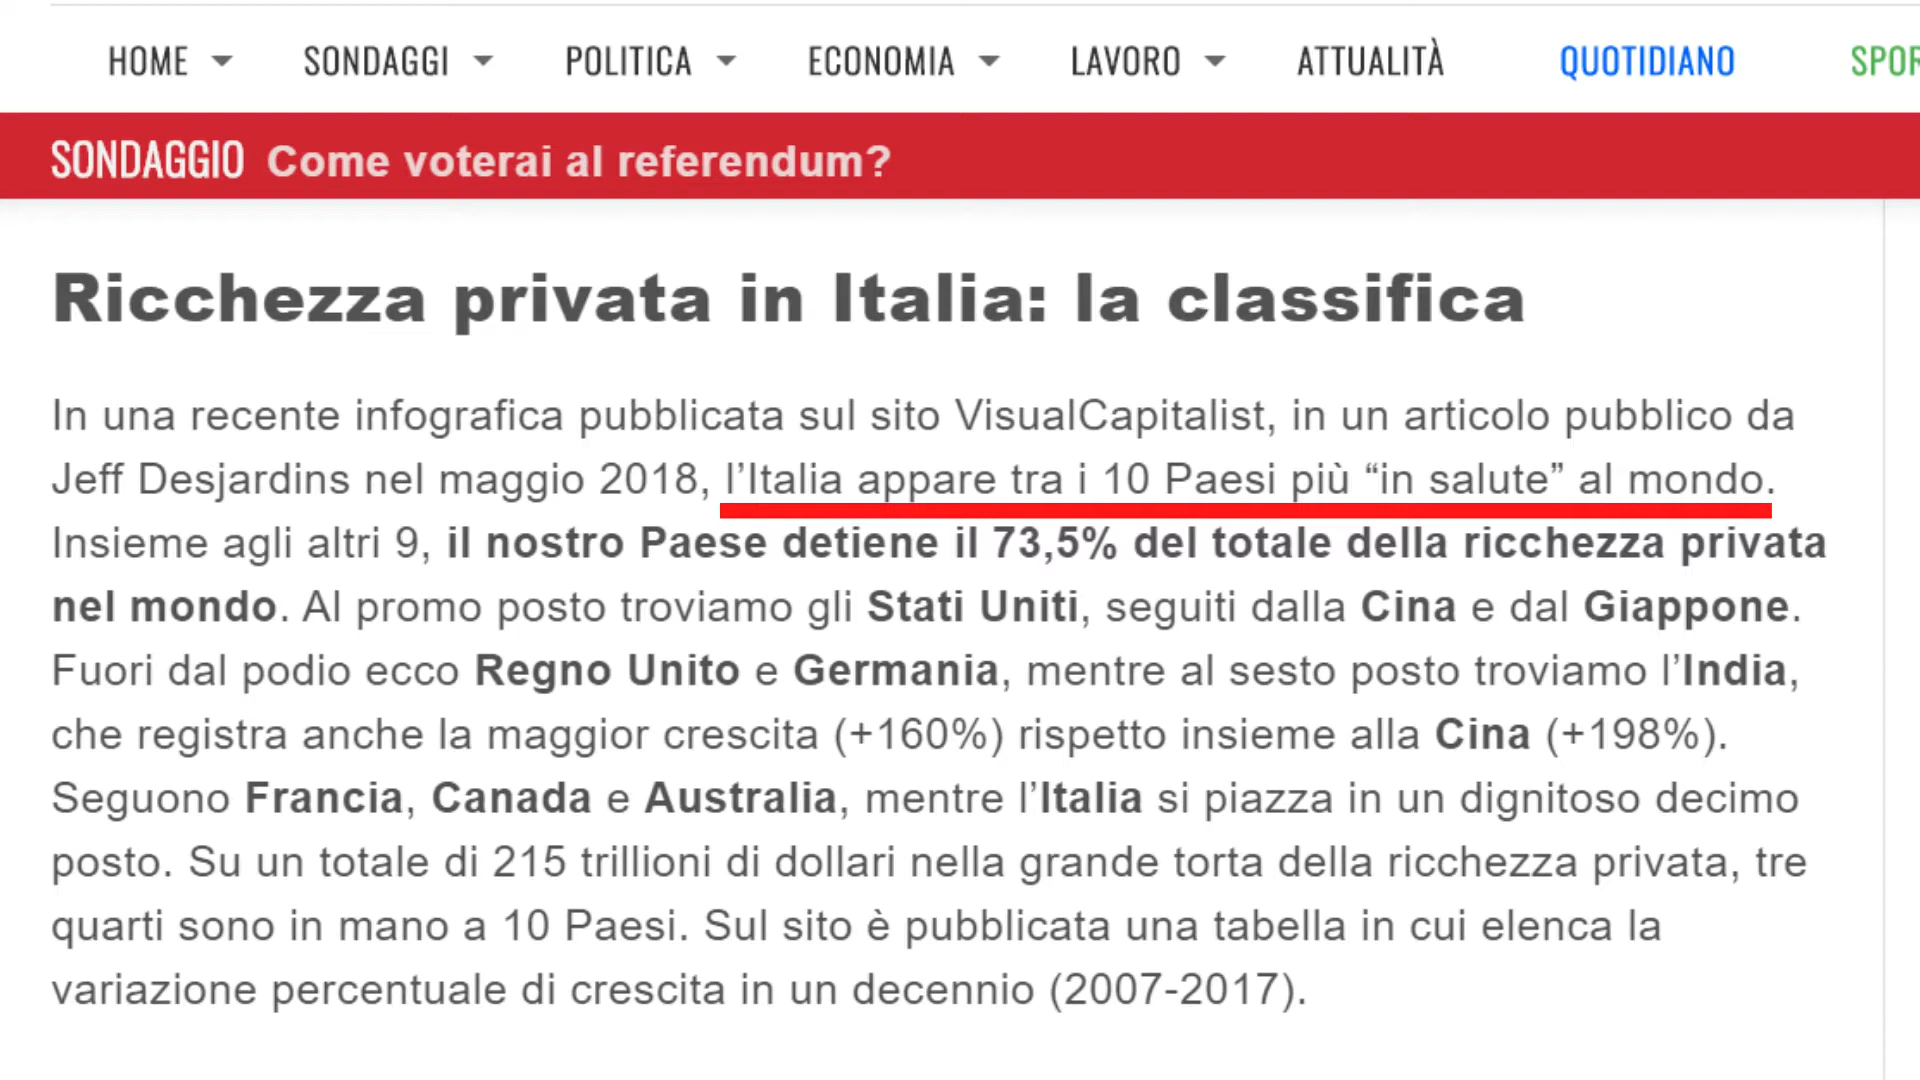 HOME SONDAGGI POLITICA ECONOMIA LAVORO ATTUALITÀ QUOTIDIANO
SONDAGGIO Come voterai al referendum?
Ricchezza privata in Italia: la classifica
In una recente infografica pubblicata sul sito VisualCapitalist, in un articolo pubblico da
Jeff Desjardins nel maggio 2018, l’Italia appare tra i 10 Paesi più “in salute” al mondo.
Insieme agli altri 9, il nostro Paese detiene il 73,5% del totale della ricchezza privata
nel mondo. Al promo posto troviamo gli Stati Uniti, seguiti dalla Cina e dal Giappone.
Fuori dal podio ecco Regno Unito e Germania, mentre al sesto posto troviamo l’India,
che registra anche la maggior crescita (+160%) rispetto insieme alla Cina (+198%).
Seguono Francia, Canada e Australia, mentre l’Italia si piazza in un dignitoso decimo
posto. Su un totale di 215 trillioni di dollari nella grande torta della ricchezza privata, tre
quarti sono in mano a 10 Paesi. Sul sito è pubblicata una tabella in cui elenca la
variazione percentuale di crescita in un decennio (2007-2017).